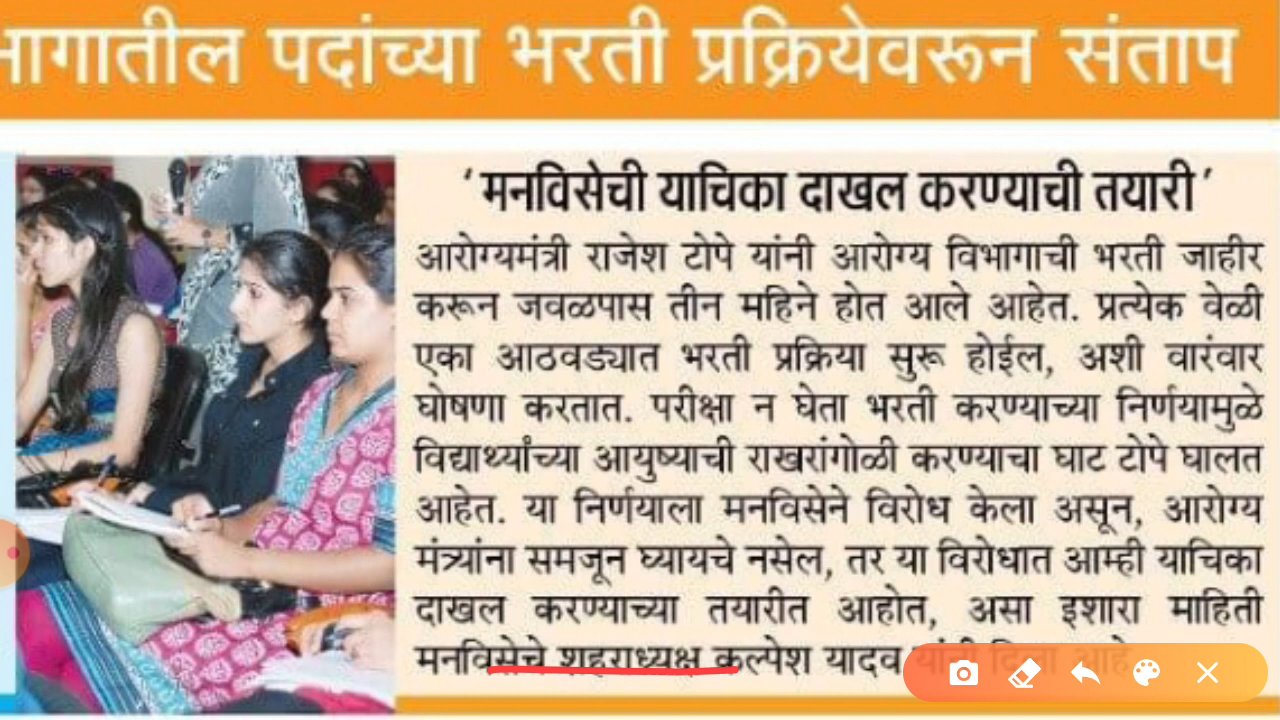 भागातील पदांच्या भरती प्रक्रियेवरून संताप
‘मनविसेची याचिका दाखल करण्याची तयारी’
आरोग्यमंत्री राजेश टोपे यांनी आरोग्य विभागाची भरती जाहीर
करून जवळपास तीन महिने होत आले आहेत. प्रत्येक वेळी
एका आठवड्यात भरती प्रक्रिया सुरू होईल, अशी वारंवार
घोषणा करतात. परीक्षा न घेता भरती करण्याच्या निर्णयामुळे
विद्यार्थ्यांच्या आयुष्याची राखरांगोळी करण्याचा घाट टोपे घालत
आहेत. या निर्णयाला मनविसेने विरोध केला असून, आरोग्य
मंत्र्यांना समजून घ्यायचे नसेल, तर या विरोधात आम्ही याचिका
दाखल करण्याच्या तयारीत आहोत, असा इशारा माहिती
मनविसेचे शहराध्यक्ष कल्पेश यादव यांनी दिला आहे